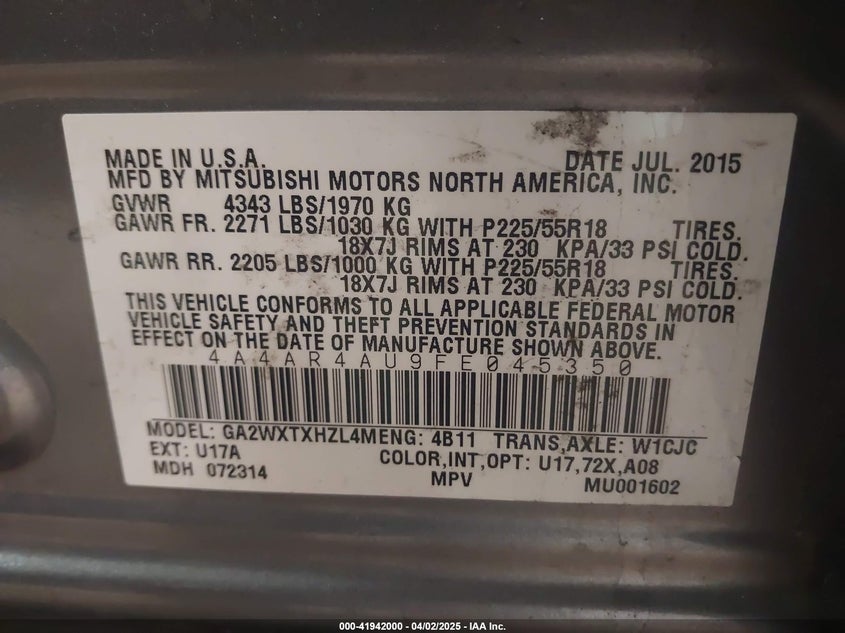 MADE IN U.S.A. DATE JUL. 2015
MFD BY MITSUBISHI MOTORS NORTH AMERICA, INC.
GVWR 4343 LBS/1970 KG
GAWR FR. 2271 LBS/1030 KG WITH P225/55R18 TIRES.
18X7J RIMS AT 230 KPA/33 PSI COLD.
GAWR RR. 2205 LBS/1000 KG WITH P225/55R18 TIRES.
18X7J RIMS AT 230 KPA/33 PSI COLD.
THIS VEHICLE CONFORMS TO ALL APPLICABLE FEDERAL MOTOR
VEHICLE SAFETY AND THEFT PREVENTION STANDARDS IN
EFFECT ON THE DATE OF MANUFACTURE SHOWN ABOVE.
4A4AR4AU9FE045350
MODEL: GA2WXTXHZL4MENG: 4B11 TRANS,AXLE: W1CJC
EXT: U17A COLOR,INT,OPT: U17,72X,A08
MDH 072314 MPV MU001602
000-41942000 - 04/02/2025 - IAA Inc.